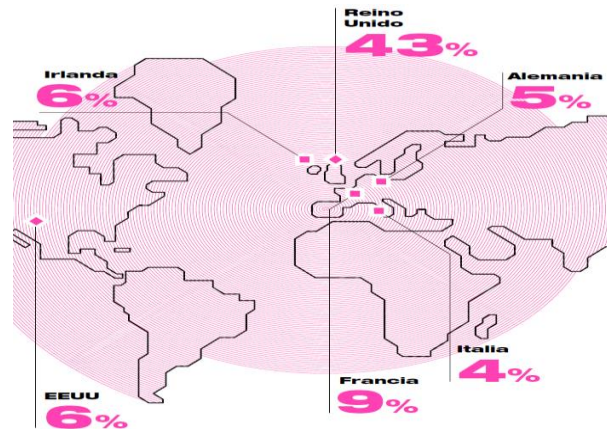 Reino
Unido
43%
Irlanda
6%
Alemania
5%
Italia
4%
Francia
9%
EEUU
6%